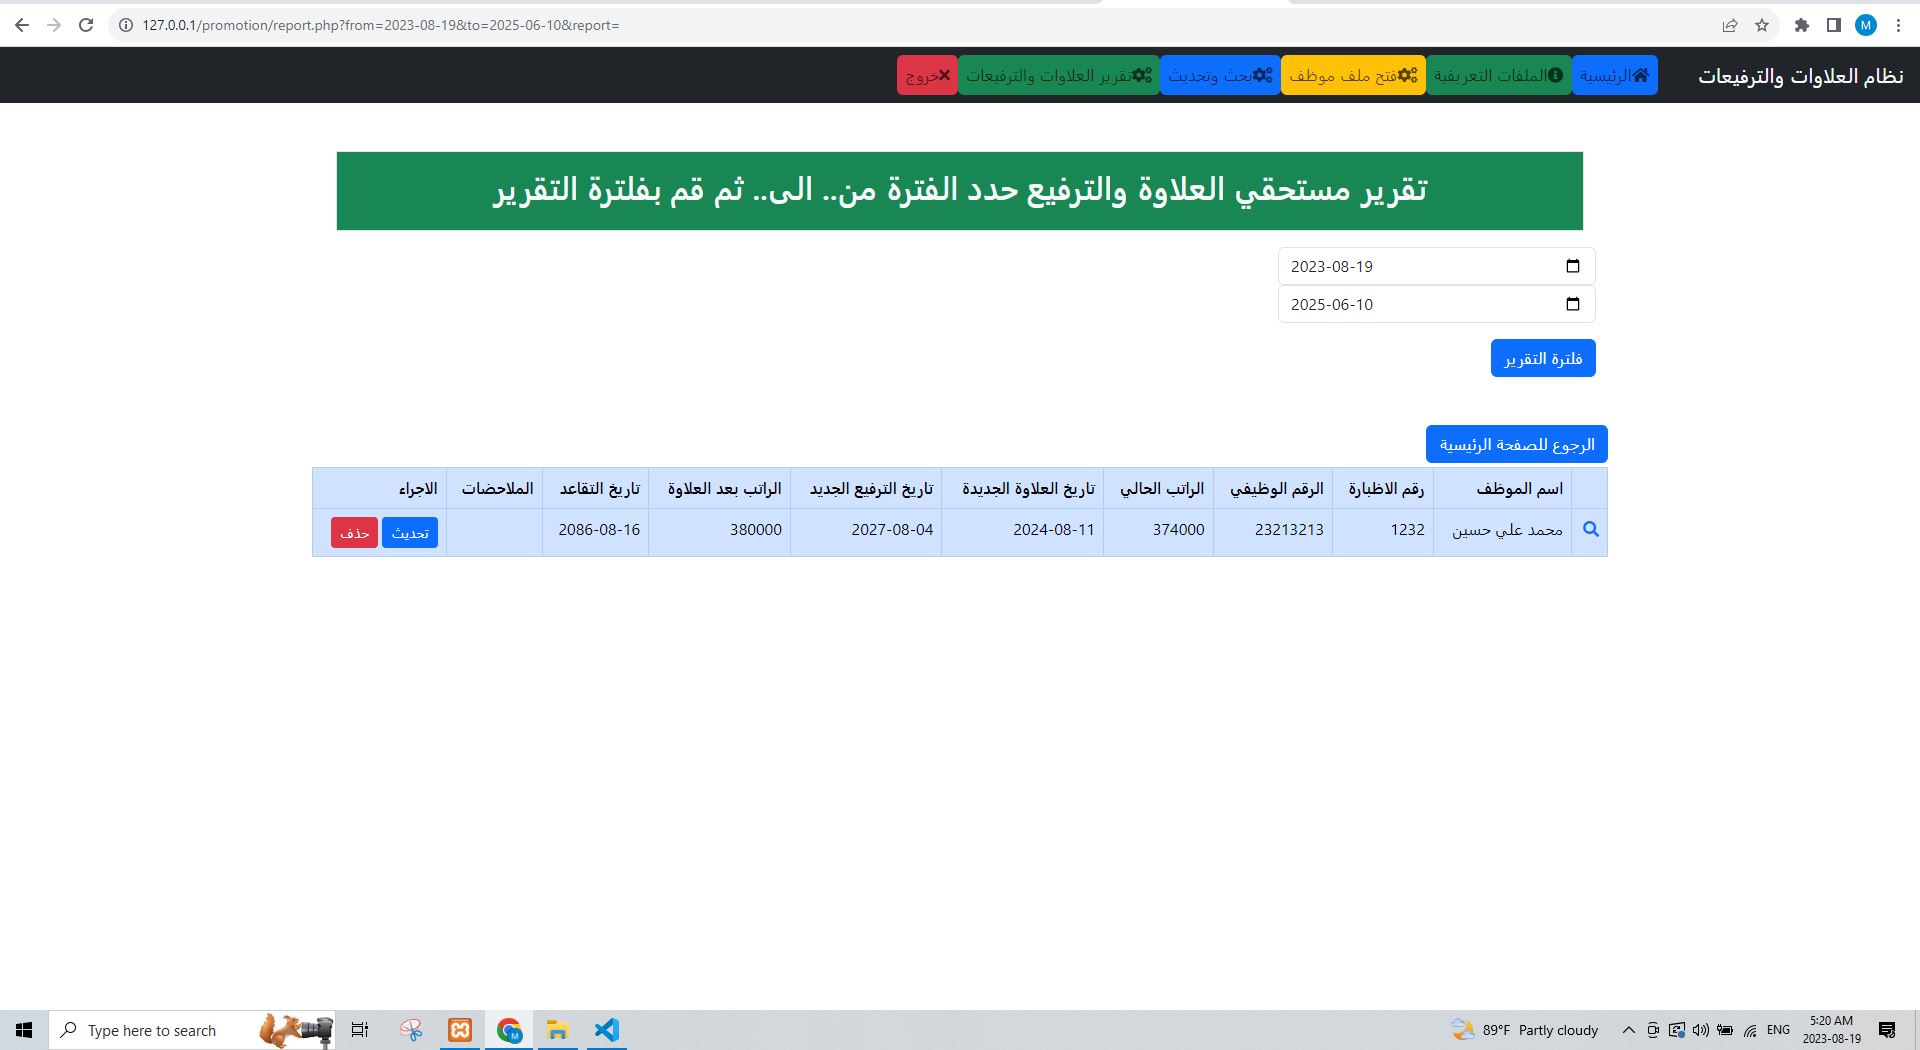 127.0.0.1/promotion/report.php?from=2023-08-19&to=2025-06-10&report=
M
نظام العلاوات والترفيعات
الرئيسية
الملفات التعريفية
فتح ملف موظف
بحث وتحديث
تقرير العلاوات والترفيعات
خروج
تقرير مستحقي العلاوة والترفيع حدد الفترة من.. الى.. ثم قم بفلترة التقرير
2023-08-19
2025-06-10
فلترة التقرير
الرجوع للصفحة الرئيسية
اسم الموظف رقم الاظبارة الرقم الوظيفي الراتب الحالي تاريخ العلاوة الجديدة تاريخ الترفيع الجديد الراتب بعد العلاوة تاريخ التقاعد الملاحضات الاجراء
محمد علي حسين 1232 23213213 374000 2024-08-11 2027-08-04 380000 2086-08-16 تحديث حذف
Type here to search
89°F Partly cloudy
ENG
5:20 AM
2023-08-19